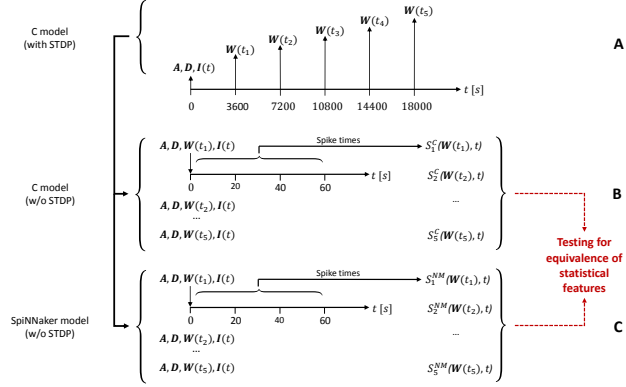 C model
(with STDP)
A, D, I(t)
W(t₁)
W(t₂)
W(t₃)
W(t₄)
W(t₅)
t [s]
0 3600 7200 10800 14400 18000
A
C model
(w/o STDP)
A, D, W(t₁), I(t)
Spike times
S₁ᶜ(W(t₁), t)
t [s]
0 20 40 60
S₂ᶜ(W(t₂), t)
A, D, W(t₂), I(t)
...
...
A, D, W(t₅), I(t)
S₅ᶜ(W(t₅), t)
B
Testing for
equivalence of
statistical
features
SpiNNaker model
(w/o STDP)
A, D, W(t₁), I(t)
Spike times
S₁ᴺᴹ(W(t₁), t)
t [s]
0 20 40 60
S₂ᴺᴹ(W(t₂), t)
A, D, W(t₂), I(t)
...
...
A, D, W(t₅), I(t)
S₅ᴺᴹ(W(t₅), t)
C